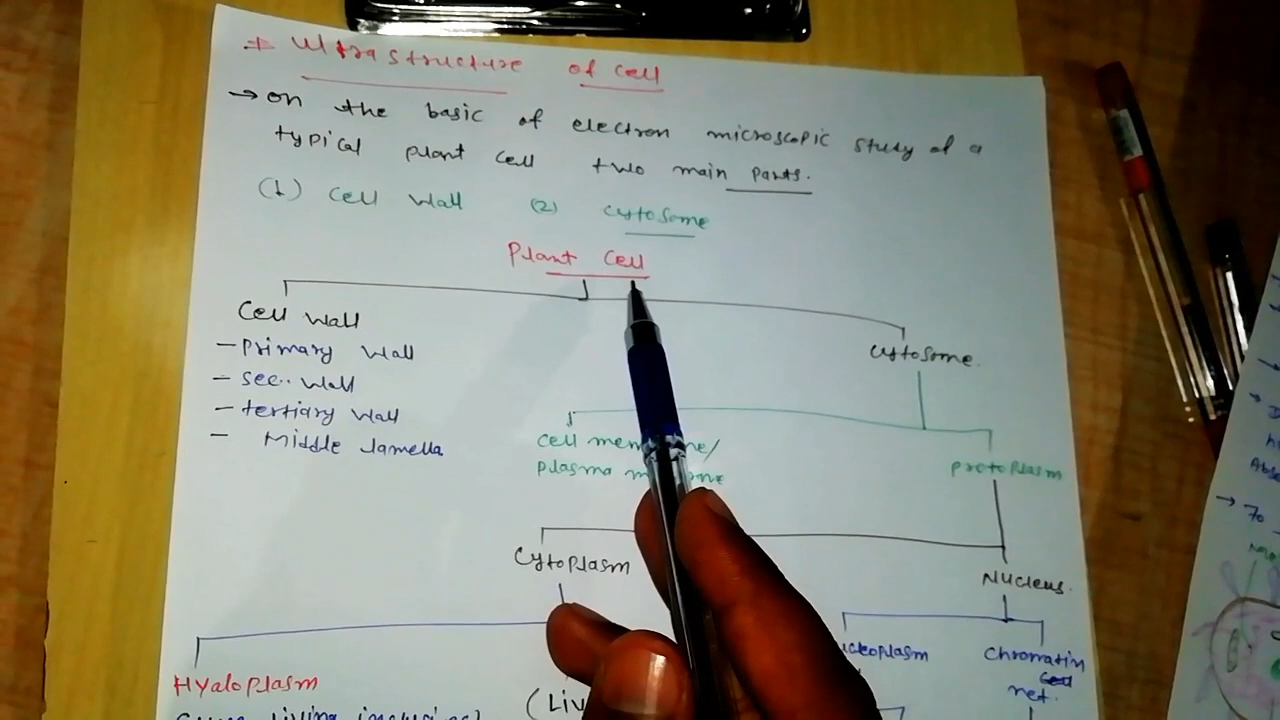 + Ultrastructure of cell
→ on the basic of electron microscopic study of a
typical plant cell two main parts.
(1) cell wall (2) cytosome
Plant cell
Cell wall
- primary wall
- sec. wall
- tertiary wall
- Middle lamella
cytosome.
cell
plasma
protoplasm
cytoplasm
Nucleus.
Chromatin
net.
Hyaloplasm
living